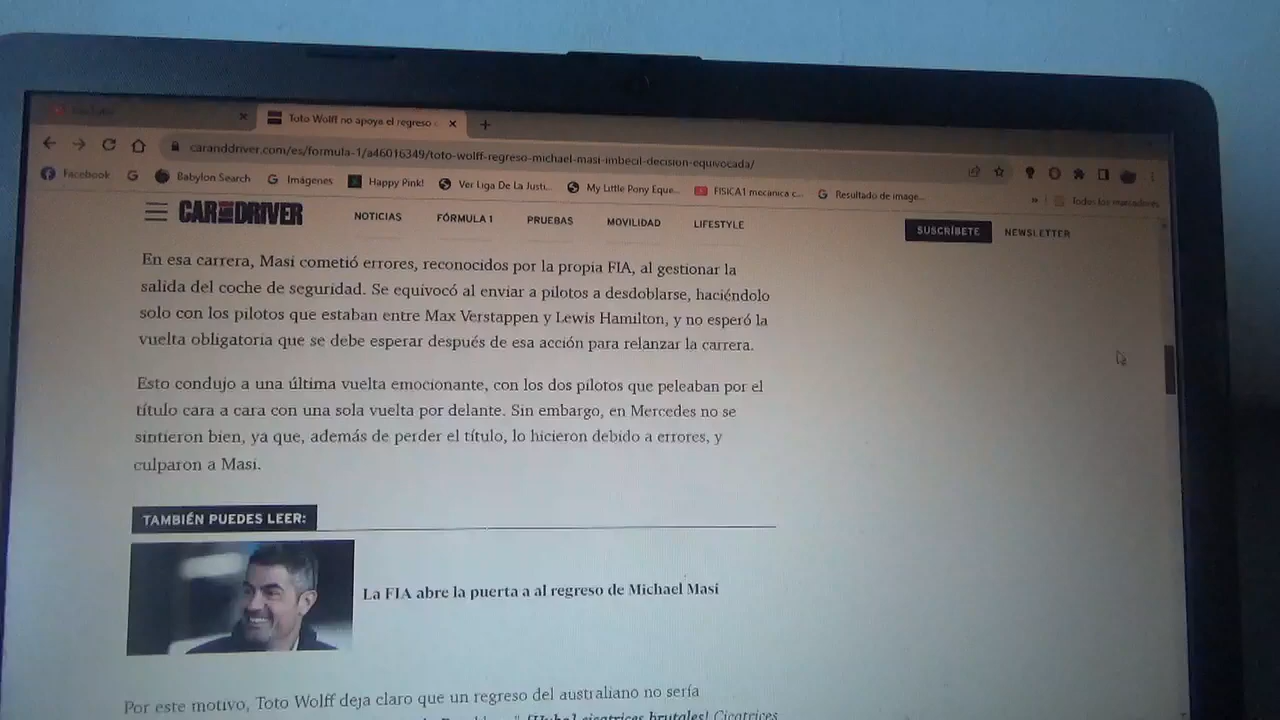 Toto Wolff no apoya el regreso
caranddriver.com/es/formula-1/a46016349/toto-wolff-regreso-michael-masi-imbecil-decision-equivocada/
Facebook G Babylon Search G Imágenes Happy Pink! Ver Liga De La Justi... My Little Pony Eque... FISICA1 mecanica c... G Resultado de image... » Todos los marcadores
CAR AND DRIVER NOTICIAS FÓRMULA 1 PRUEBAS MOVILIDAD LIFESTYLE SUSCRÍBETE NEWSLETTER
En esa carrera, Masi cometió errores, reconocidos por la propia FIA, al gestionar la
salida del coche de seguridad. Se equivocó al enviar a pilotos a desdoblarse, haciéndolo
solo con los pilotos que estaban entre Max Verstappen y Lewis Hamilton, y no esperó la
vuelta obligatoria que se debe esperar después de esa acción para relanzar la carrera.
Esto condujo a una última vuelta emocionante, con los dos pilotos que peleaban por el
título cara a cara con una sola vuelta por delante. Sin embargo, en Mercedes no se
sintieron bien, ya que, además de perder el título, lo hicieron debido a errores, y
culparon a Masi.
TAMBIÉN PUEDES LEER:
La FIA abre la puerta a al regreso de Michael Masi
Por este motivo, Toto Wolff deja claro que un regreso del australiano no sería
¡Hubo! cicatrices brutales! Cicatrices